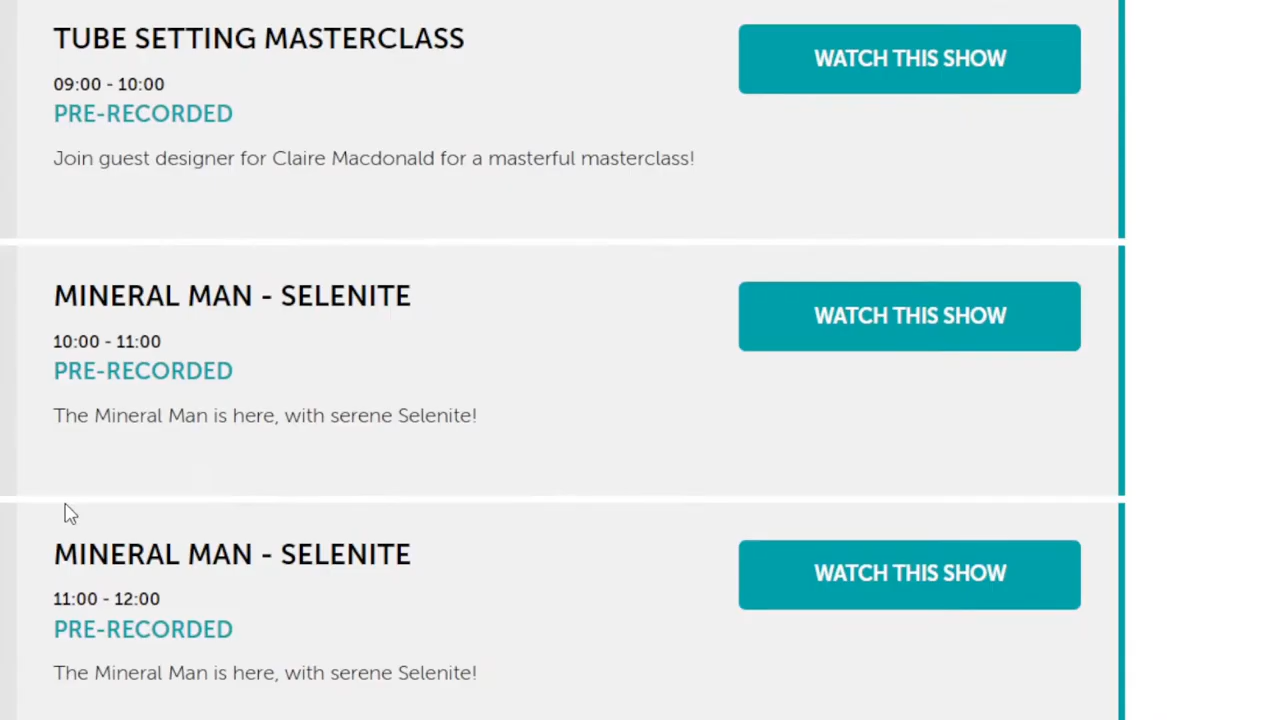 TUBE SETTING MASTERCLASS
WATCH THIS SHOW
09:00 - 10:00
PRE-RECORDED
Join guest designer for Claire Macdonald for a masterful masterclass!
MINERAL MAN - SELENITE
WATCH THIS SHOW
10:00 - 11:00
PRE-RECORDED
The Mineral Man is here, with serene Selenite!
MINERAL MAN - SELENITE
WATCH THIS SHOW
11:00 - 12:00
PRE-RECORDED
The Mineral Man is here, with serene Selenite!